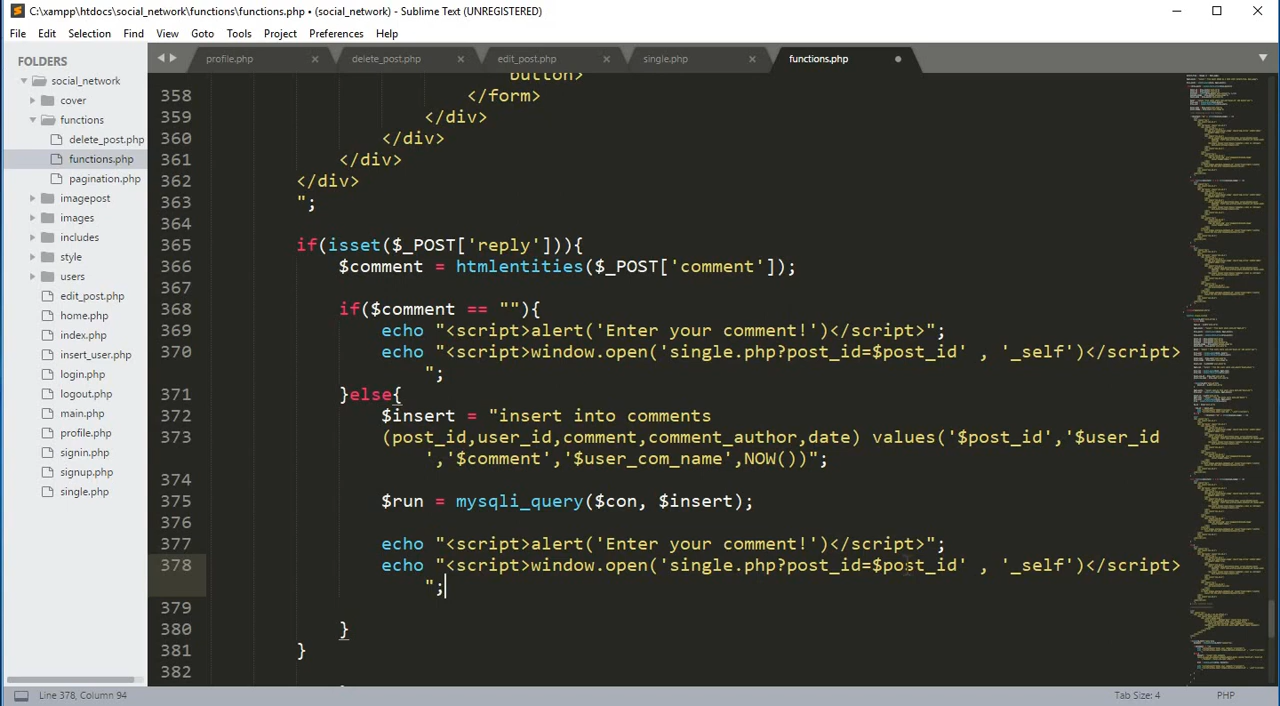 C:\xampp\htdocs\social_network\functions\functions.php • (social_network) - Sublime Text (UNREGISTERED)
File Edit Selection Find View Goto Tools Project Preferences Help
FOLDERS
social_network
cover
functions
delete_post.php
functions.php
pagination.php
imagepost
images
includes
style
users
edit_post.php
home.php
index.php
insert_user.php
login.php
logout.php
main.php
profile.php
signin.php
signup.php
single.php
profile.php × delete_post.php × edit_post.php × single.php × functions.php
button>
358 </form>
359 </div>
360 </div>
361 </div>
362 </div>
363 ";
364
365 if(isset($_POST['reply'])){
366 $comment = htmlentities($_POST['comment']);
367
368 if($comment == ""){
369 echo "<script>alert('Enter your comment!')</script>";
370 echo "<script>window.open('single.php?post_id=$post_id' , '_self')</script>
";
371 }else{
372 $insert = "insert into comments
373 (post_id,user_id,comment,comment_author,date) values('$post_id','$user_id
','$comment','$user_com_name',NOW())";
374
375 $run = mysqli_query($con, $insert);
376
377 echo "<script>alert('Enter your comment!')</script>";
378 echo "<script>window.open('single.php?post_id=$post_id' , '_self')</script>
";
379
380 }
381 }
382
Line 378, Column 94 Tab Size: 4 PHP